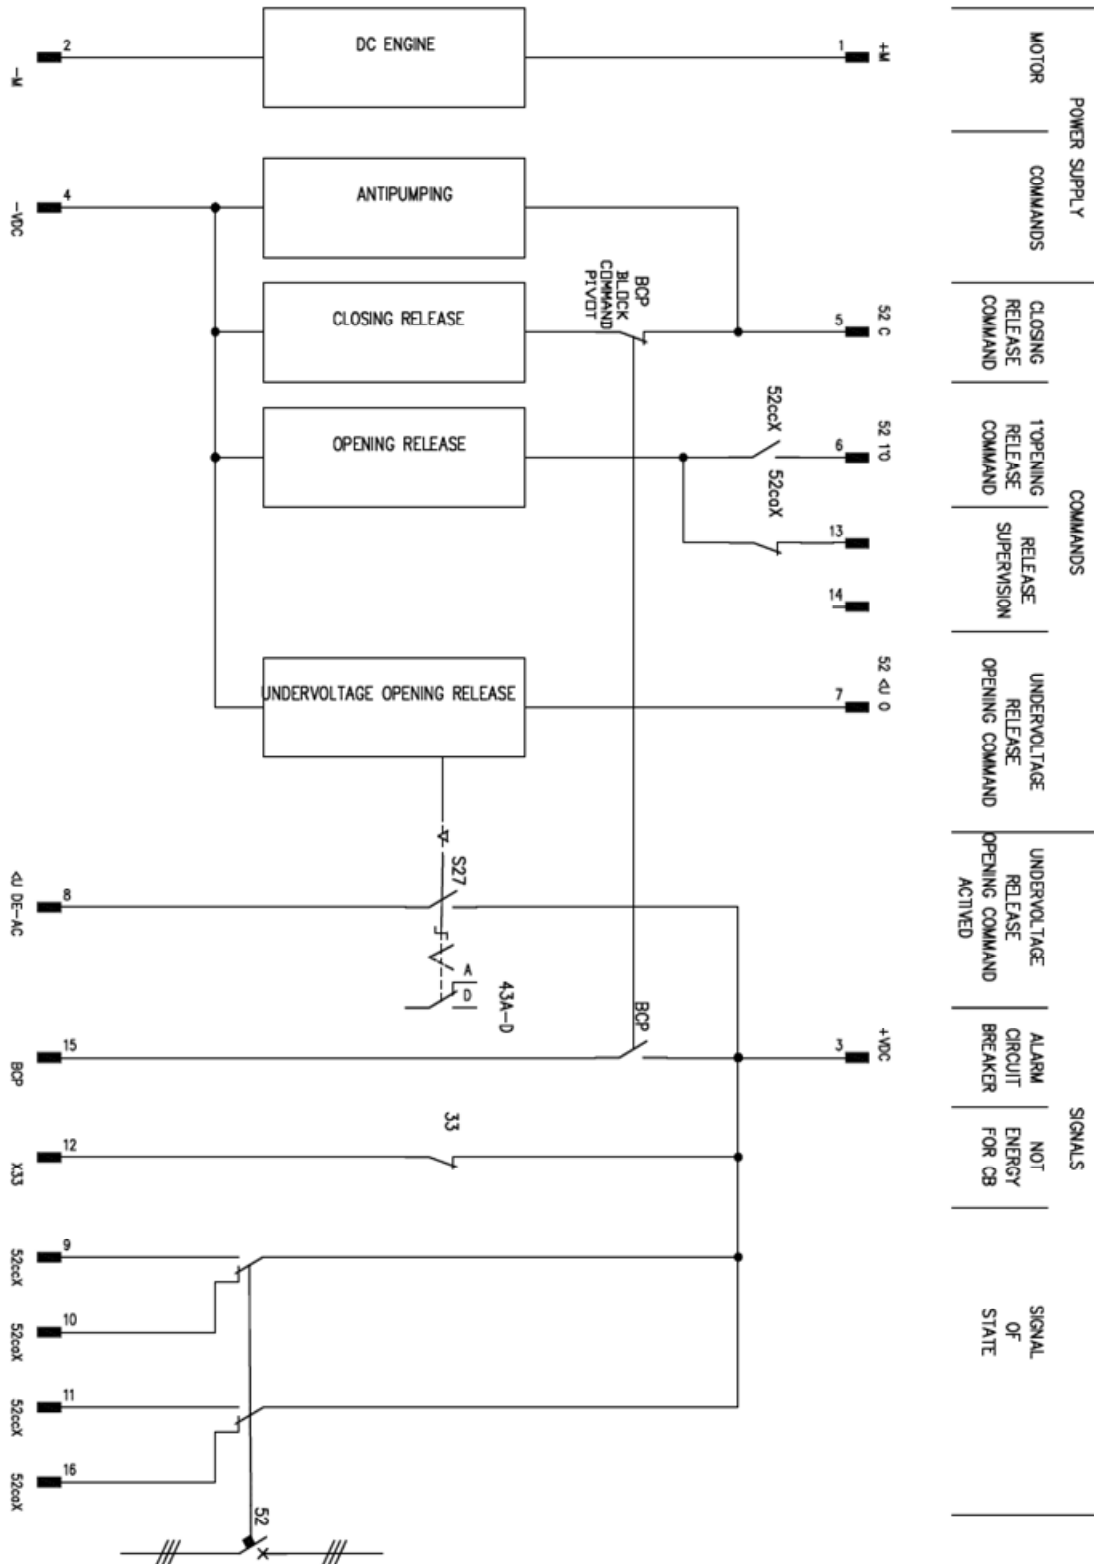 DC ENGINE
2
-M
1
+M
MOTOR
POWER SUPPLY
ANTIPUMPING
4
-VDC
COMMANDS
BCP
BLOCK
COMMAND
PIVOT
CLOSING RELEASE
5
52 C
CLOSING
RELEASE
COMMAND
OPENING RELEASE
52ccX
6
52 1'O
1'OPENING
RELEASE
COMMAND
COMMANDS
52caX
13
14
RELEASE
SUPERVISION
UNDERVOLTAGE OPENING RELEASE
7
52 <U O
UNDERVOLTAGE
RELEASE
OPENING COMMAND
S27
8
<U DE-AC
UNDERVOLTAGE
RELEASE
OPENING COMMAND
ACTIVED
A
D
43A-D
BCP
15
BCP
3
+VDC
ALARM
CIRCUIT
BREAKER
SIGNALS
33
12
X33
NOT
ENERGY
FOR CB
9
52ccX
10
52caX
SIGNAL
OF
STATE
11
52ccX
16
52caX
52